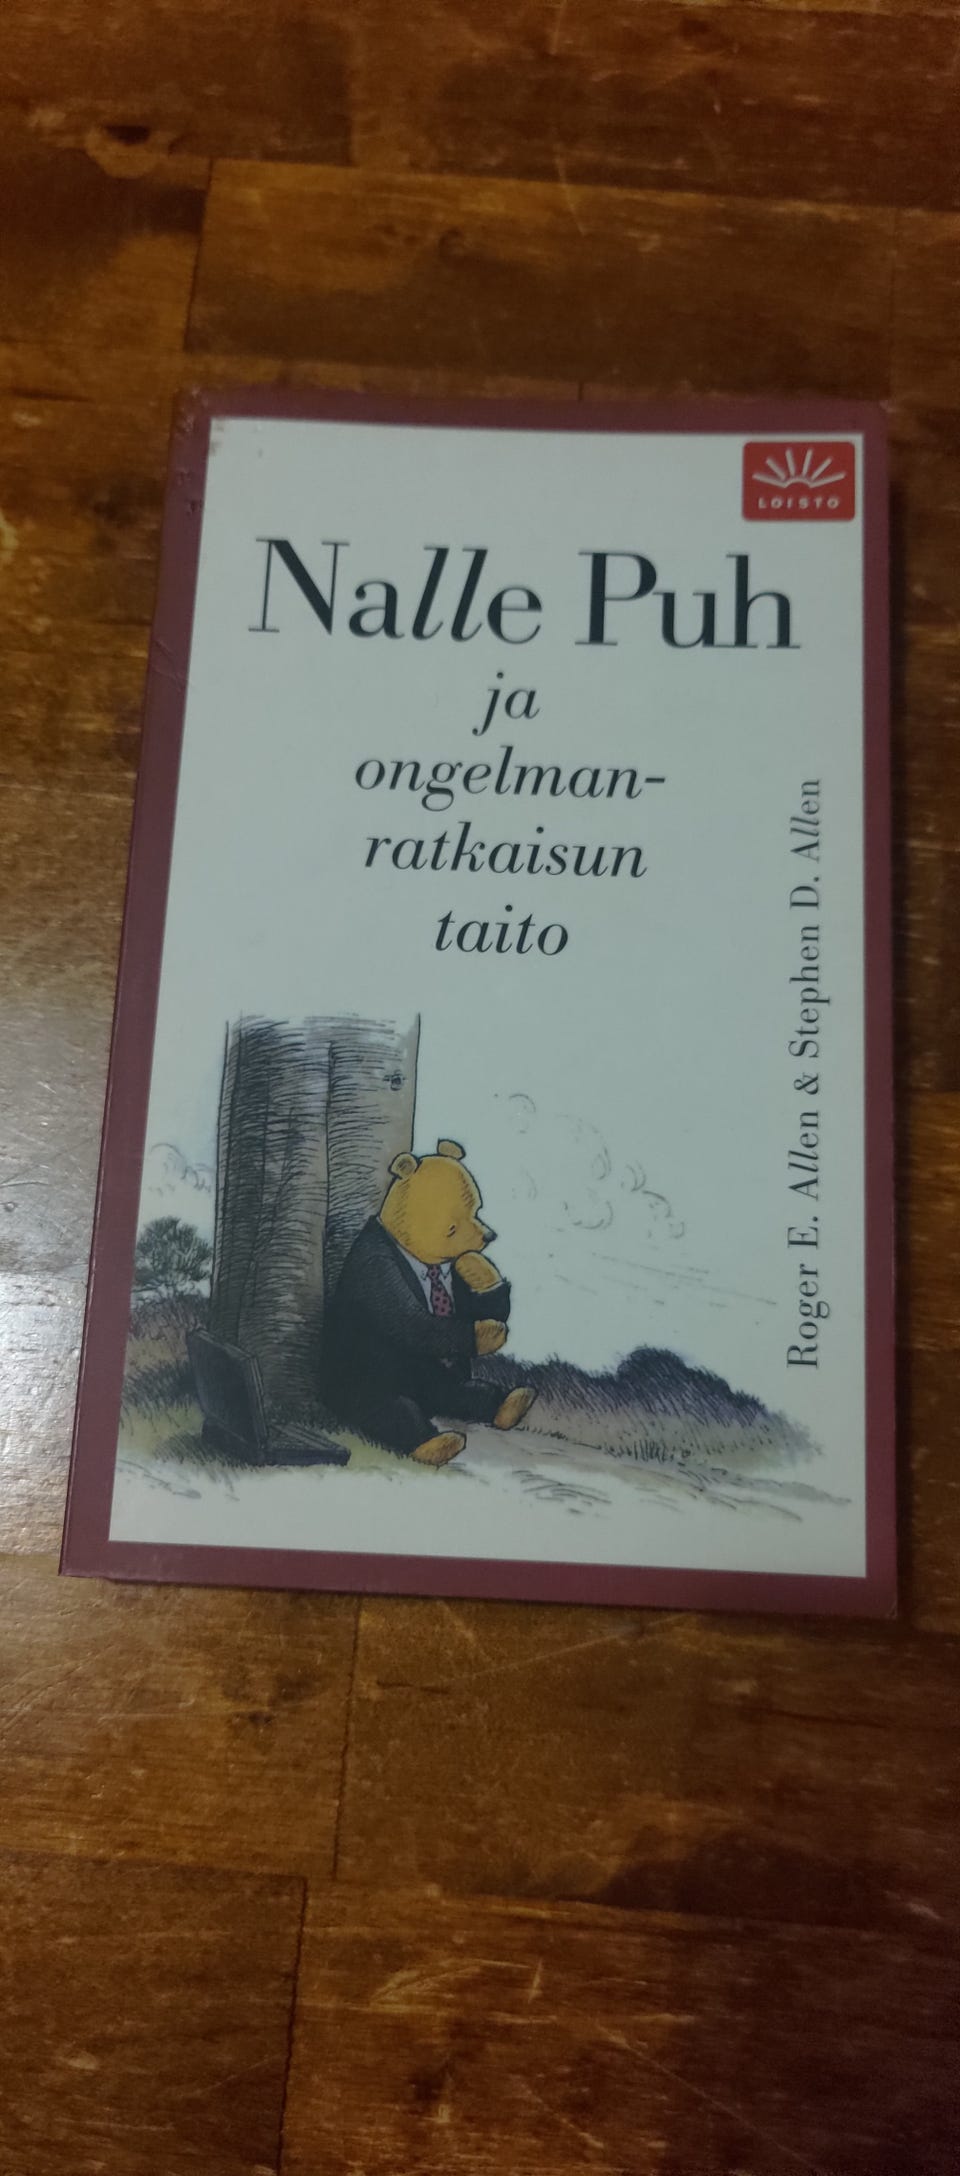 LOISTO
Nalle Puh
ja
ongelman-
ratkaisun
taito
Roger E. Allen & Stephen D. Allen